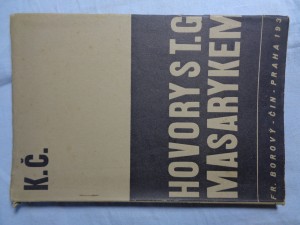 K.Č.
HOVORY S T.G
MASARYKEM
FR. BOROVÝ - ČIN - PRAHA 193